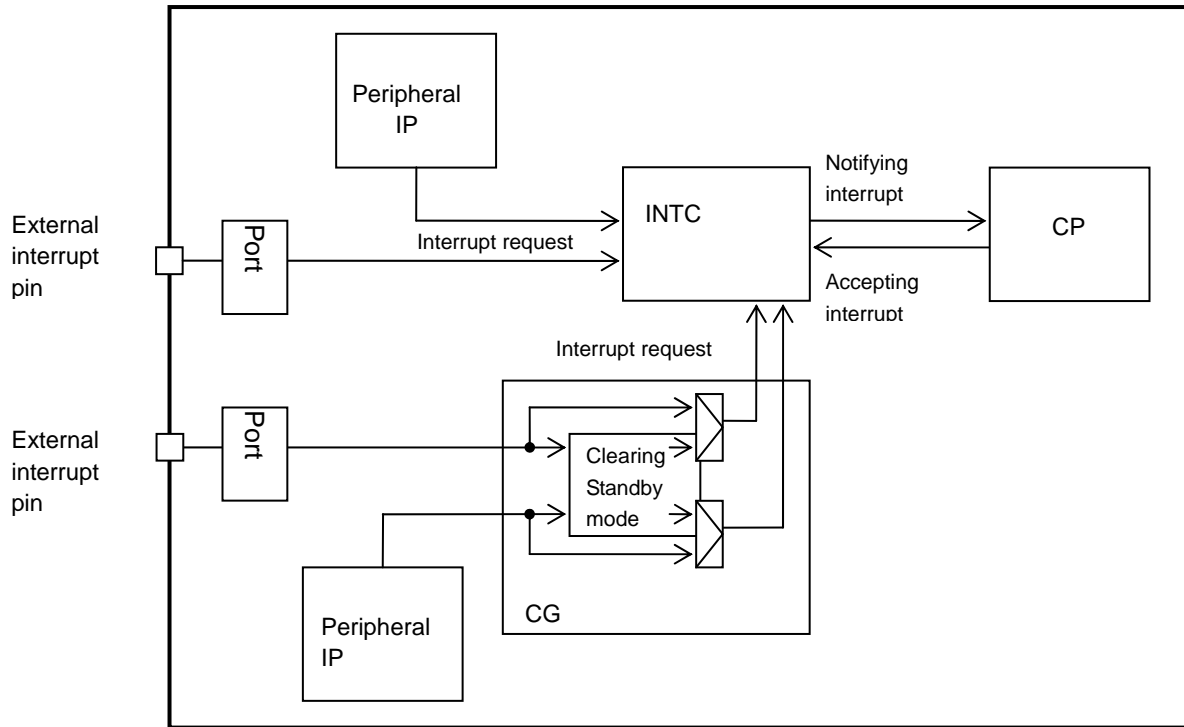 Peripheral
IP
Notifying
interrupt
INTC
CP
External
interrupt
pin
Port
Interrupt request
Accepting
interrupt
Interrupt request
External
interrupt
pin
Port
Clearing
Standby
mode
CG
Peripheral
IP